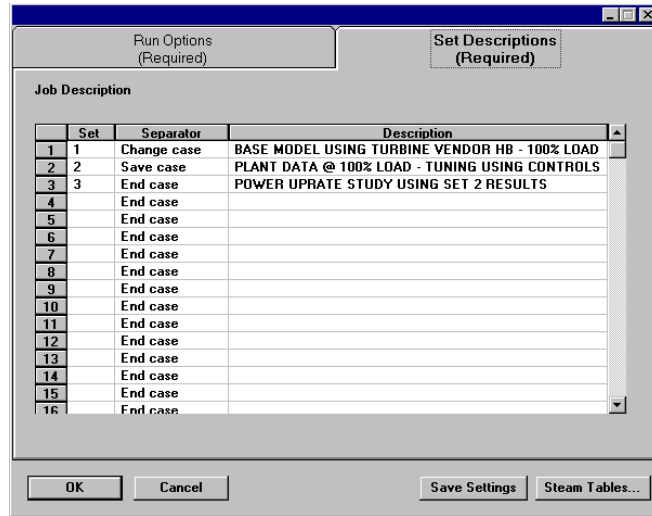 Run Options
(Required)
Set Descriptions
(Required)
Job Description
Set Separator Description
1 1 Change case BASE MODEL USING TURBINE VENDOR HB - 100% LOAD
2 2 Save case PLANT DATA @ 100% LOAD - TUNING USING CONTROLS
3 3 End case POWER UPRATE STUDY USING SET 2 RESULTS
4 End case
5 End case
6 End case
7 End case
8 End case
9 End case
10 End case
11 End case
12 End case
13 End case
14 End case
15 End case
16 End case
OK Cancel Save Settings Steam Tables...